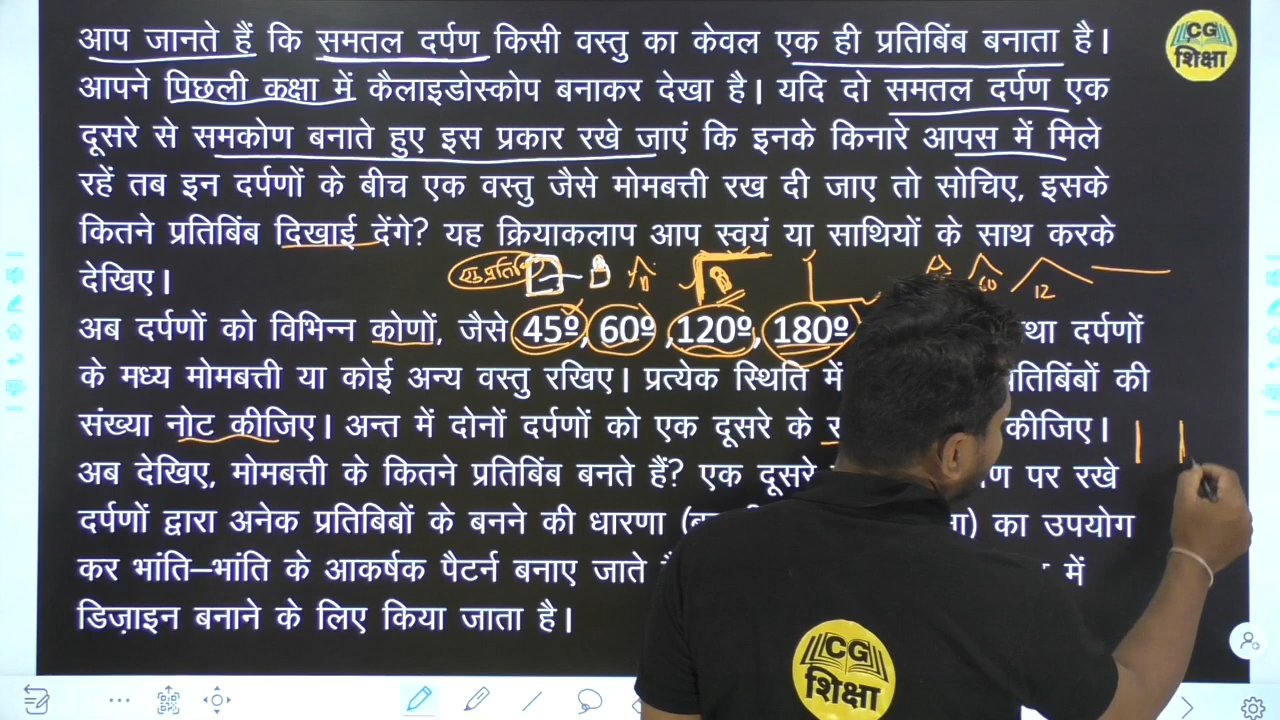 आप जानते हैं कि समतल दर्पण किसी वस्तु का केवल एक ही प्रतिबिंब बनाता है।
CG
शिक्षा
आपने पिछली कक्षा में कैलाइडोस्कोप बनाकर देखा है। यदि दो समतल दर्पण एक
दूसरे से समकोण बनाते हुए इस प्रकार रखे जाएं कि इनके किनारे आपस में मिले
रहें तब इन दर्पणों के बीच एक वस्तु जैसे मोमबत्ती रख दी जाए तो सोचिए, इसके
कितने प्रतिबिंब दिखाई देंगे? यह क्रियाकलाप आप स्वयं या साथियों के साथ करके
देखिए।
60 12
अब दर्पणों को विभिन्न कोणों, जैसे 45º, 60º ,120º, 180º दर्पणों
के मध्य मोमबत्ती या कोई अन्य वस्तु रखिए। प्रत्येक स्थिति में की
संख्या नोट कीजिए। अन्त में दोनों दर्पणों को एक दूसरे के कीजिए।
अब देखिए, मोमबत्ती के कितने प्रतिबिंब बनते हैं? एक दूसरे पर रखे
दर्पणों द्वारा अनेक प्रतिबिबों के बनने की धारणा का उपयोग
कर भांति–भांति के आकर्षक पैटर्न बनाए जाते में
डिज़ाइन बनाने के लिए किया जाता है।
CG
शिक्षा